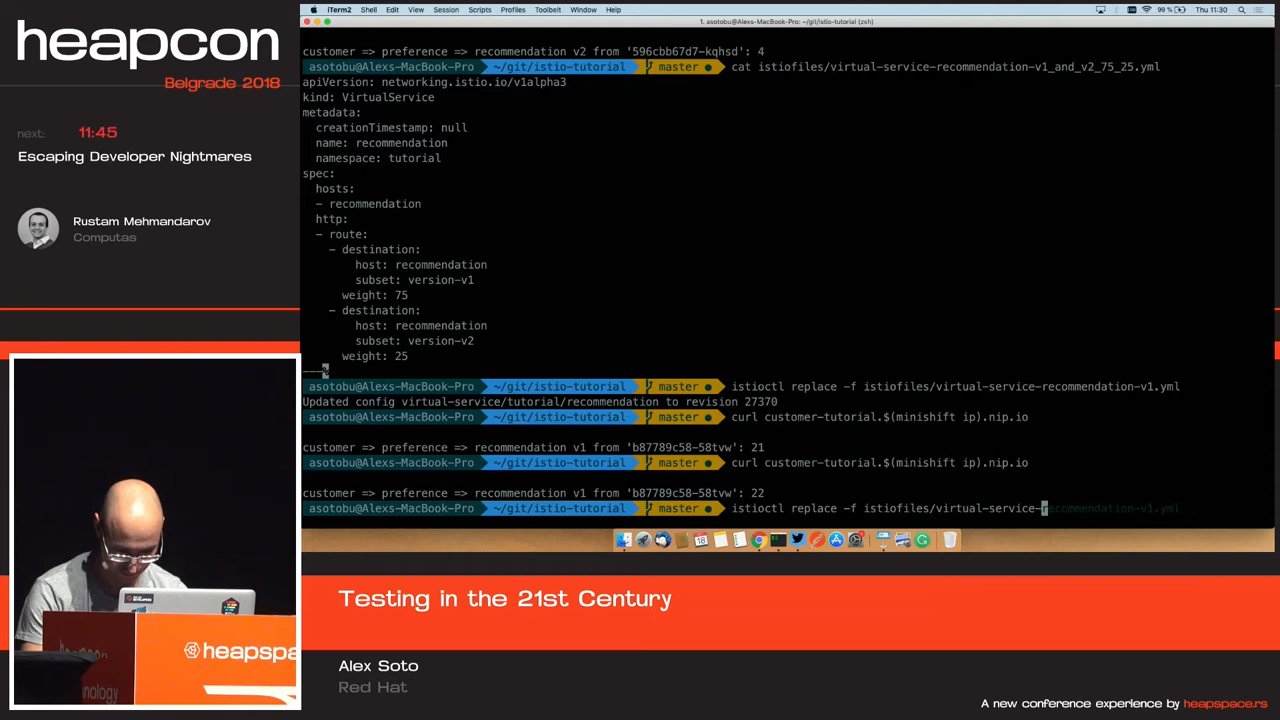 heapcon
Belgrade 2018
next: 11:45
Escaping Developer Nightmares
Rustam Mehmandarov
Computas
iTerm2 Shell Edit View Session Scripts Profiles Toolbelt Window Help 99 % Thu 11:30
1. asotobu@Alexs-MacBook-Pro: ~/git/istio-tutorial (zsh)
customer => preference => recommendation v2 from '596cbb67d7-kqhsd': 4
asotobu@Alexs-MacBook-Pro ~/git/istio-tutorial master ● cat istiofiles/virtual-service-recommendation-v1_and_v2_75_25.yml
apiVersion: networking.istio.io/v1alpha3
kind: VirtualService
metadata:
creationTimestamp: null
name: recommendation
namespace: tutorial
spec:
hosts:
- recommendation
http:
- route:
- destination:
host: recommendation
subset: version-v1
weight: 75
- destination:
host: recommendation
subset: version-v2
weight: 25
---%
asotobu@Alexs-MacBook-Pro ~/git/istio-tutorial master ● istioctl replace -f istiofiles/virtual-service-recommendation-v1.yml
Updated config virtual-service/tutorial/recommendation to revision 27370
asotobu@Alexs-MacBook-Pro ~/git/istio-tutorial master ● curl customer-tutorial.$(minishift ip).nip.io
customer => preference => recommendation v1 from 'b87789c58-58tvw': 21
asotobu@Alexs-MacBook-Pro ~/git/istio-tutorial master ● curl customer-tutorial.$(minishift ip).nip.io
customer => preference => recommendation v1 from 'b87789c58-58tvw': 22
asotobu@Alexs-MacBook-Pro ~/git/istio-tutorial master ● istioctl replace -f istiofiles/virtual-service-recommendation-v1.yml
heapspa
Testing in the 21st Century
Alex Soto
Red Hat
A new conference experience by heapspace.rs